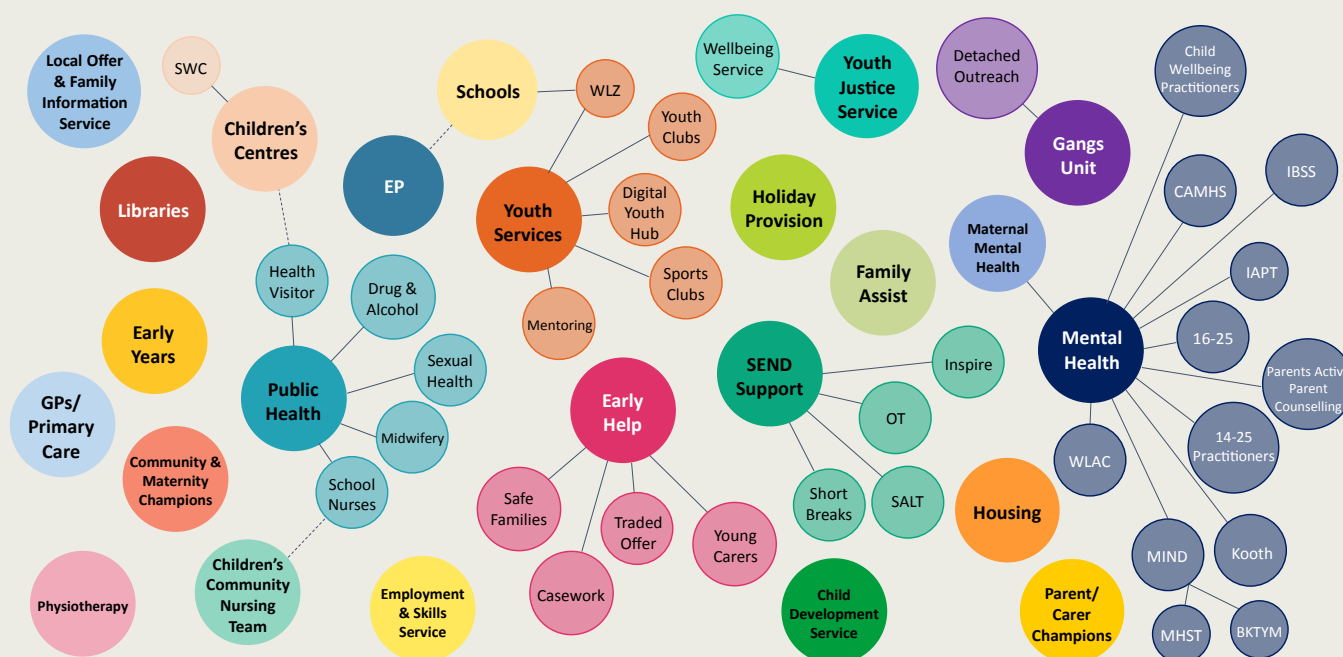 Local Offer
& Family
Information
Service
SWC
Children's
Centres
Schools
WLZ
Youth
Clubs
Wellbeing
Service
Youth
Justice
Service
Detached
Outreach
Gangs
Unit
Child
Wellbeing
Practitioners
IBSS
CAMHS
Libraries
EP
Youth
Services
Digital
Youth
Hub
Sports
Clubs
Mentoring
Holiday
Provision
Family
Assist
Maternal
Mental
Health
IAPT
Health
Visitor
Drug &
Alcohol
Early
Years
Public
Health
Sexual
Health
Midwifery
School
Nurses
SEND
Support
Inspire
OT
SALT
Short
Breaks
Mental
Health
16-25
Parents Active
Parent
Counselling
14-25
Practitioners
WLAC
GPs/
Primary
Care
Community &
Maternity
Champions
Early
Help
Safe
Families
Traded
Offer
Young
Carers
Casework
Housing
MIND
Kooth
MHST
BKTYM
Physiotherapy
Children's
Community
Nursing
Team
Employment
& Skills
Service
Child
Development
Service
Parent/
Carer
Champions